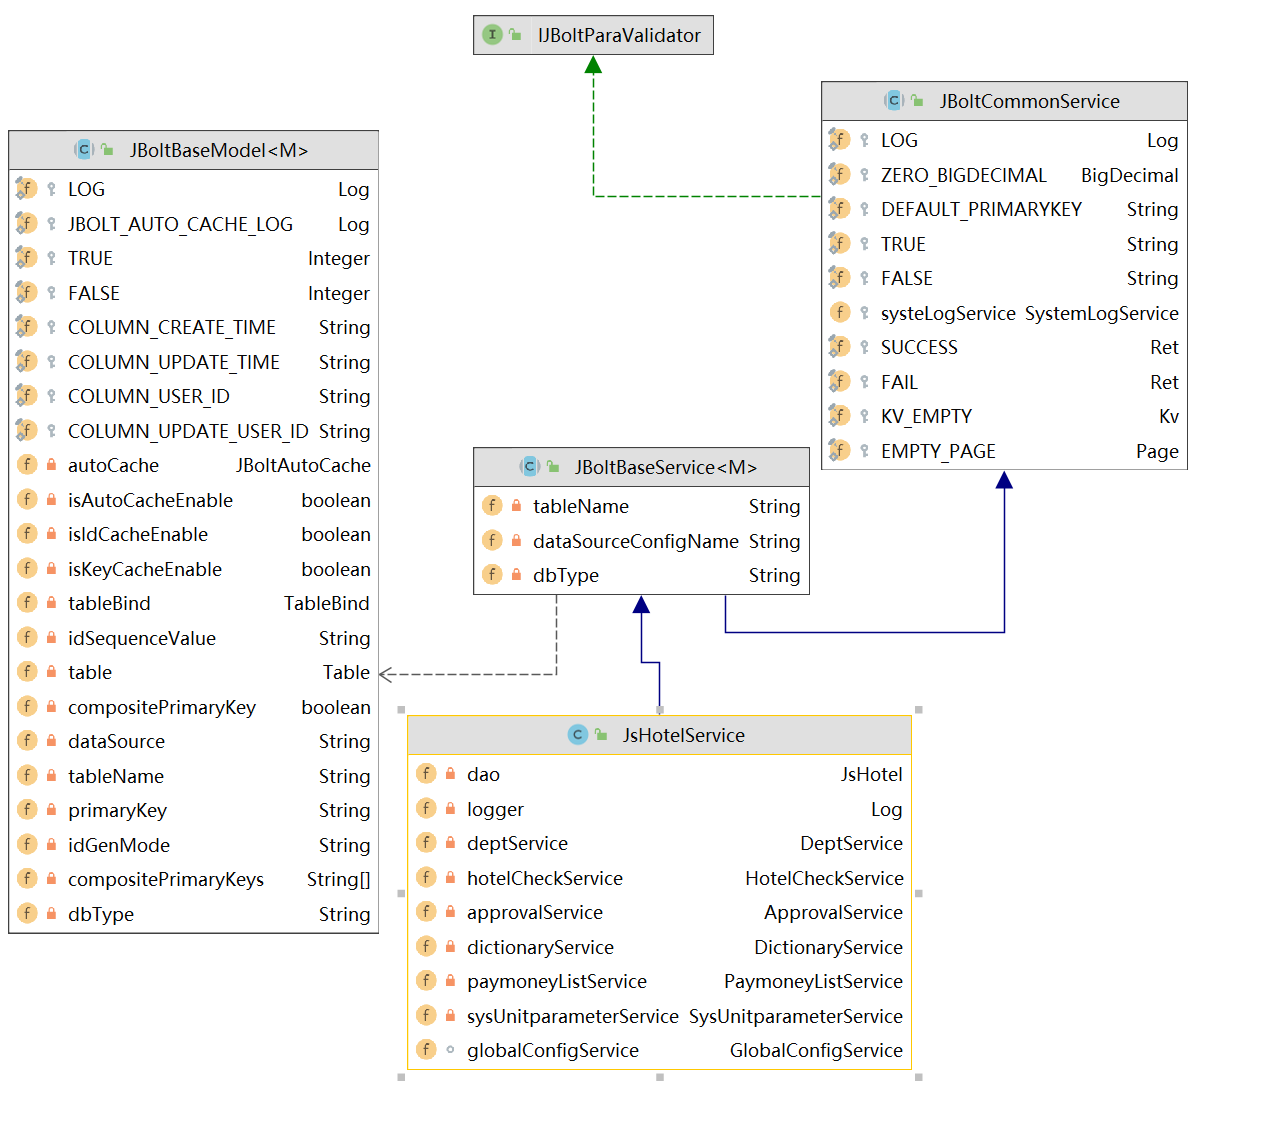 IJBoltParaValidator
JBoltCommonService
LOG Log
ZERO_BIGDECIMAL BigDecimal
DEFAULT_PRIMARYKEY String
TRUE String
FALSE String
systeLogService SystemLogService
SUCCESS Ret
FAIL Ret
KV_EMPTY Kv
EMPTY_PAGE Page
JBoltBaseModel<M>
LOG Log
JBOLT_AUTO_CACHE_LOG Log
TRUE Integer
FALSE Integer
COLUMN_CREATE_TIME String
COLUMN_UPDATE_TIME String
COLUMN_USER_ID String
COLUMN_UPDATE_USER_ID String
autoCache JBoltAutoCache
isAutoCacheEnable boolean
isIdCacheEnable boolean
isKeyCacheEnable boolean
tableBind TableBind
idSequenceValue String
table Table
compositePrimaryKey boolean
dataSource String
tableName String
primaryKey String
idGenMode String
compositePrimaryKeys String[]
dbType String
JBoltBaseService<M>
tableName String
dataSourceConfigName String
dbType String
JsHotelService
dao JsHotel
logger Log
deptService DeptService
hotelCheckService HotelCheckService
approvalService ApprovalService
dictionaryService DictionaryService
paymoneyListService PaymoneyListService
sysUnitparameterService SysUnitparameterService
globalConfigService GlobalConfigService